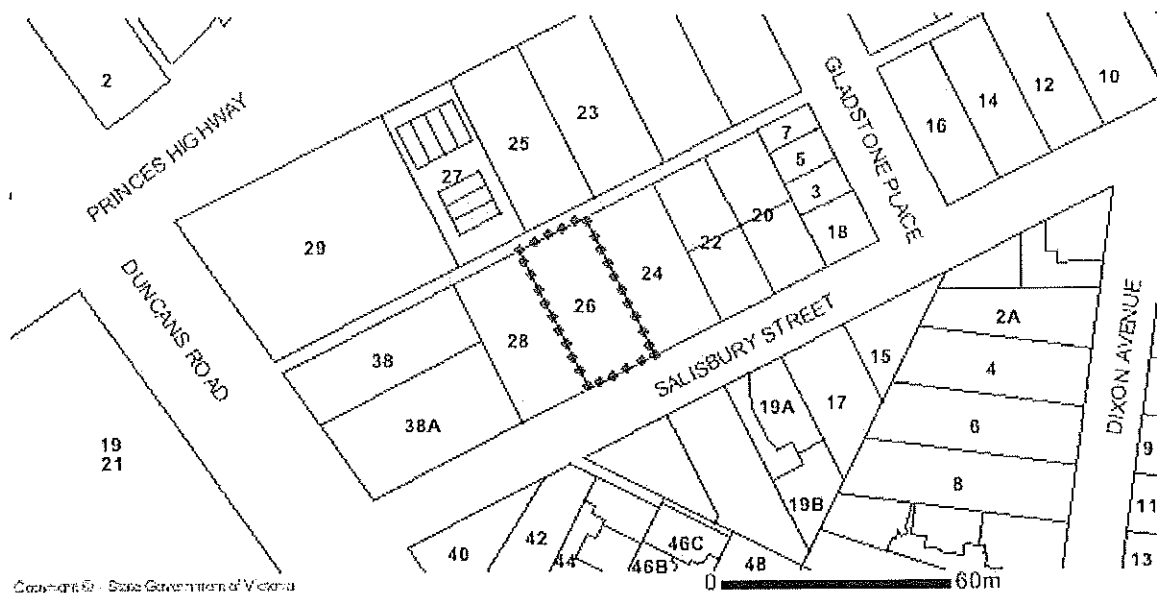 2
PRINCES HIGHWAY
29
27
25
23
GLADSTONE PLACE
16
14
12
10
7
5
3
18
20
22
24
26
28
38
38A
DUNCANS ROAD
19
21
SALISBURY STREET
15
17
19A
19B
2A
4
6
8
DIXON AVENUE
9
11
13
40
42
44
46B
46C
48
Copyright © - State Government of Victoria
0 60m